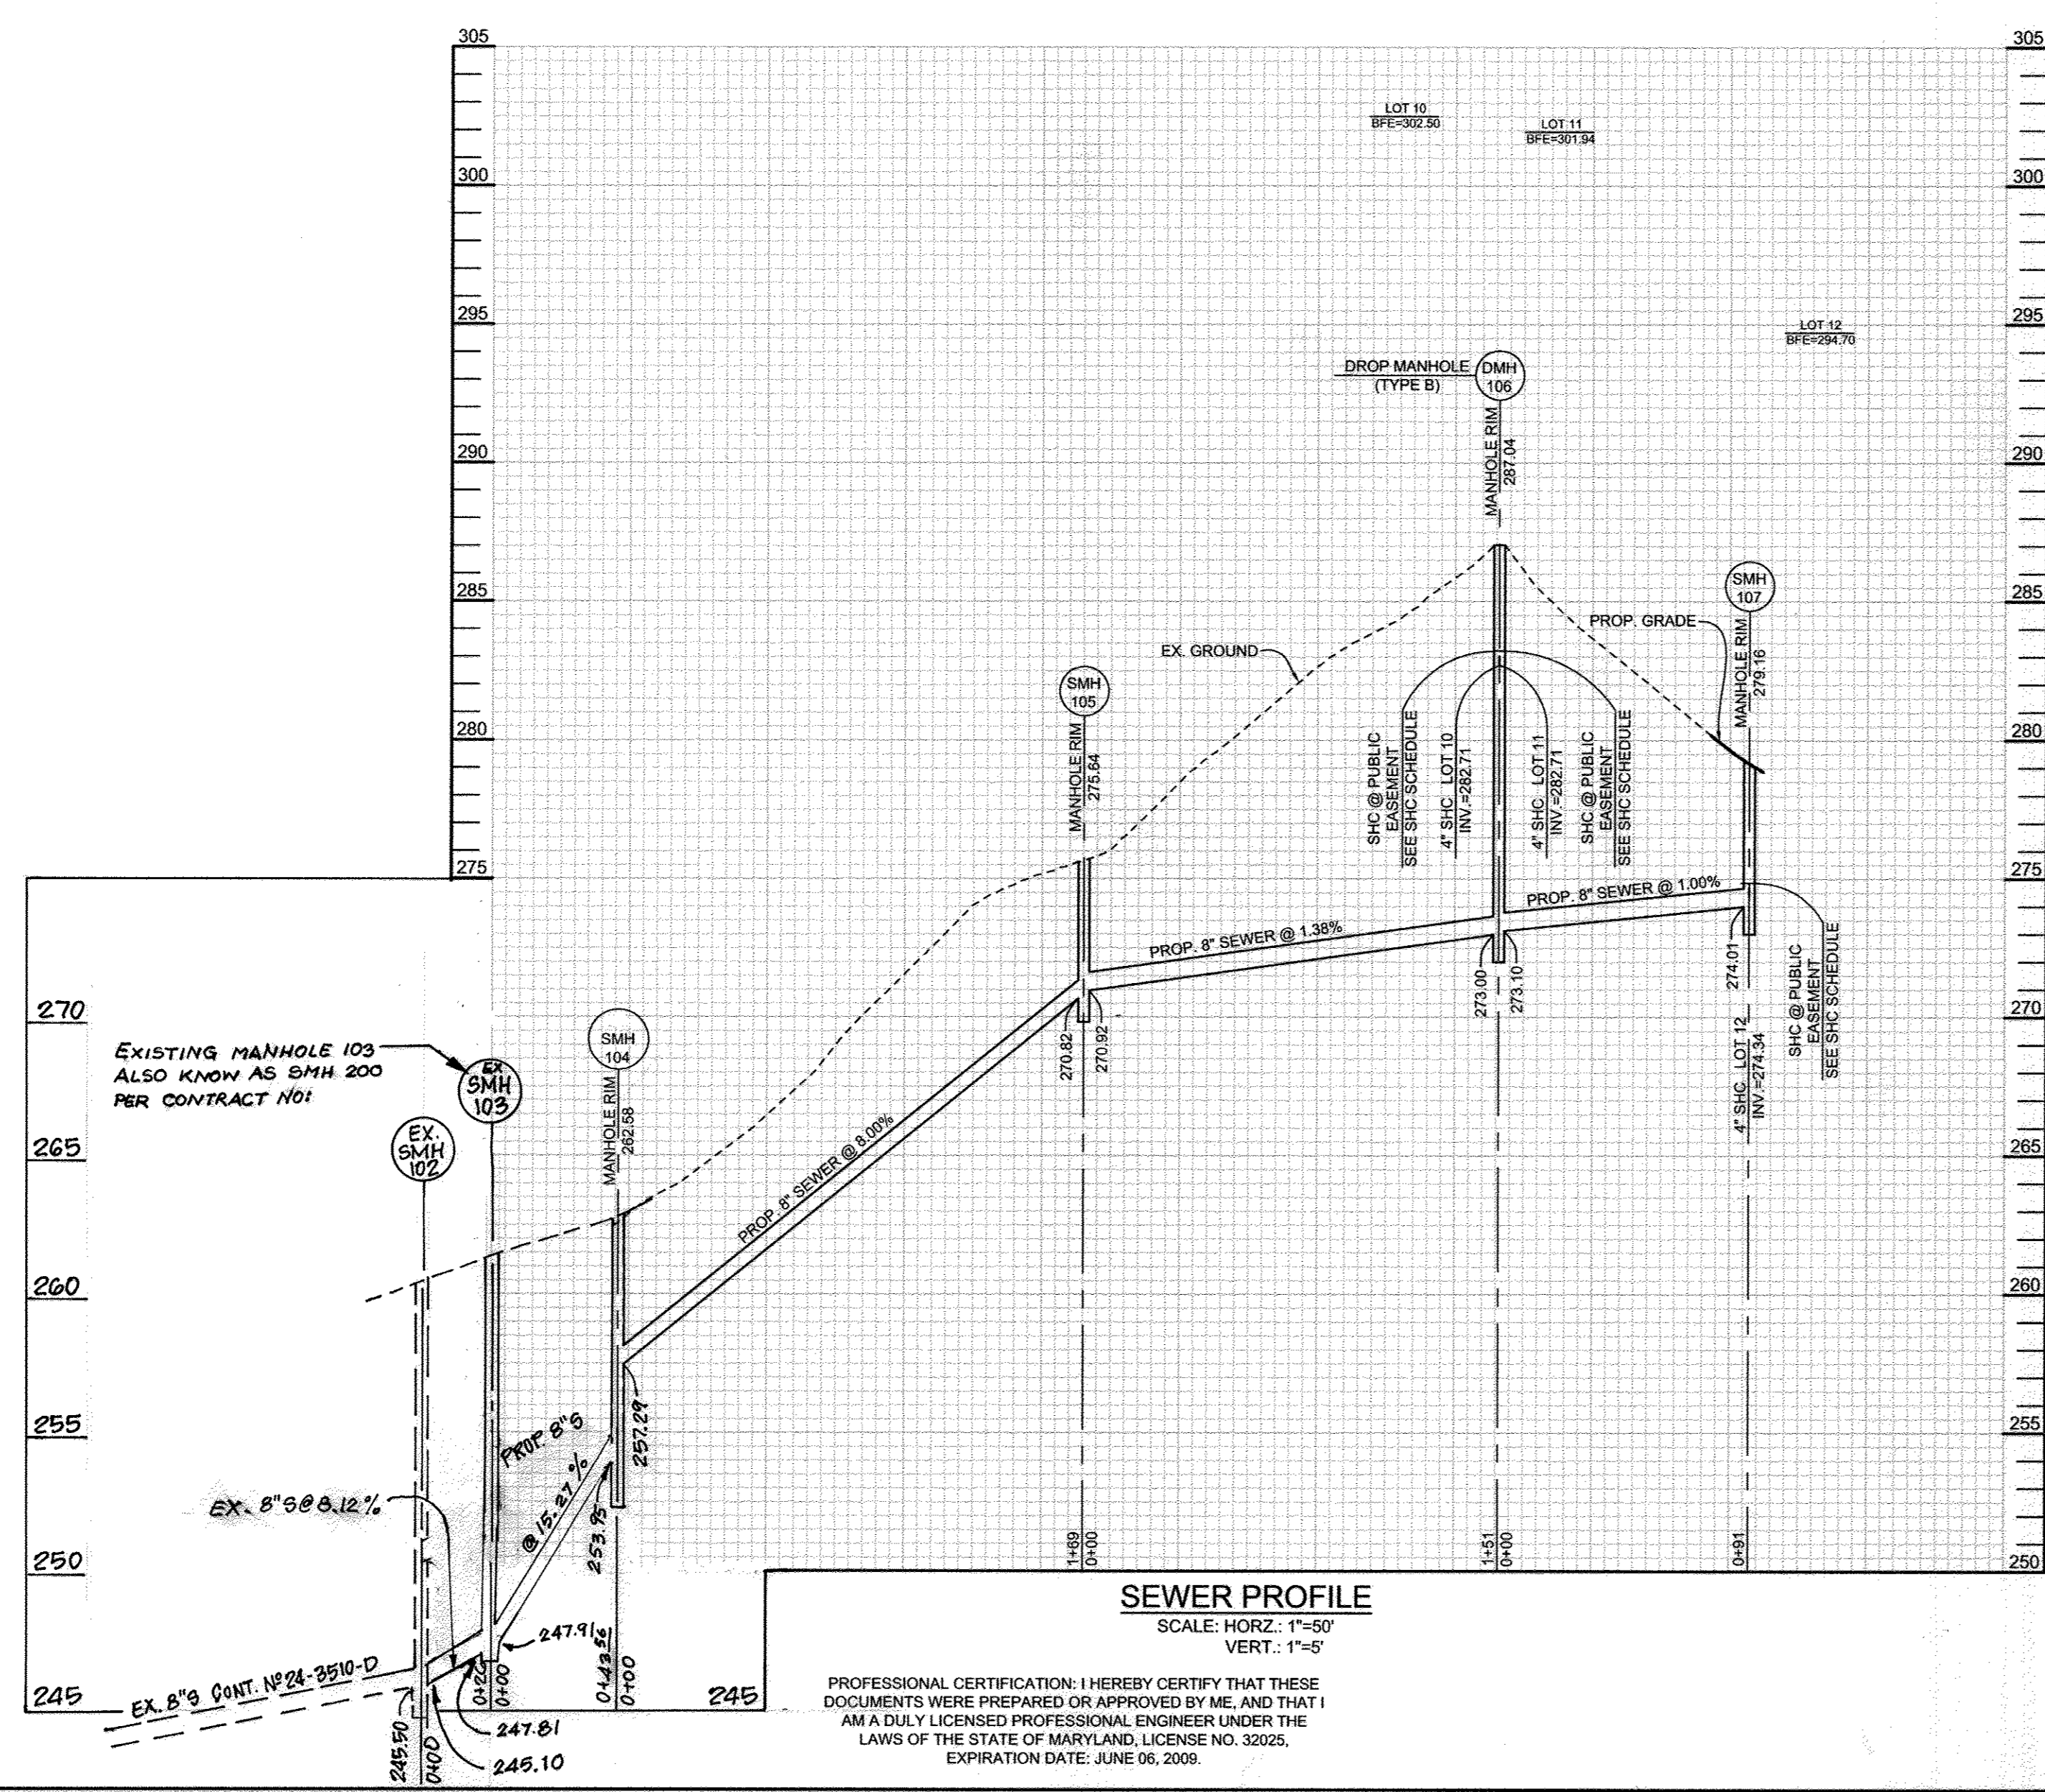 305
305
LOT 10
BFE=302.50
LOT 11
BFE=301.94
300
300
295
295
LOT 12
BFE=294.70
DROP MANHOLE
(TYPE B)
DMH
106
MANHOLE RIM
287.04
290
290
285
285
SMH
107
MANHOLE RIM
279.16
PROP. GRADE
EX. GROUND
SMH
105
MANHOLE RIM
275.64
280
280
SHC @ PUBLIC
EASEMENT
SEE SHC SCHEDULE
4" SHC LOT 10
INV.=282.71
4" SHC LOT 11
INV.=282.71
SHC @ PUBLIC
EASEMENT
SEE SHC SCHEDULE
275
275
PROP. 8" SEWER @ 1.38%
PROP. 8" SEWER @ 1.00%
270.82
270.92
273.00
273.10
274.01
4" SHC LOT 12
INV.=274.34
SHC @ PUBLIC
EASEMENT
SEE SHC SCHEDULE
270
270
EXISTING MANHOLE 103
ALSO KNOW AS SMH 200
PER CONTRACT NO:
EX
SMH
103
SMH
104
MANHOLE RIM
262.58
EX.
SMH
102
265
265
PROP. 8" SEWER @ 8.00%
260
260
255
255
PROP. 8"S
@ 15.27 %
257.29
253.95
EX. 8"S @ 8.12 %
250
250
1+69
0+00
1+51
0+00
0+91
SEWER PROFILE
SCALE: HORZ.: 1"=50'
VERT.: 1"=5'
247.91
0+00
0+43.56
0+00
EX. 8"S CONT. Nº 24-3510-D
245
245
245.50
0+00
247.81
245.10
PROFESSIONAL CERTIFICATION: I HEREBY CERTIFY THAT THESE
DOCUMENTS WERE PREPARED OR APPROVED BY ME, AND THAT I
AM A DULY LICENSED PROFESSIONAL ENGINEER UNDER THE
LAWS OF THE STATE OF MARYLAND, LICENSE NO. 32025,
EXPIRATION DATE: JUNE 06, 2009.